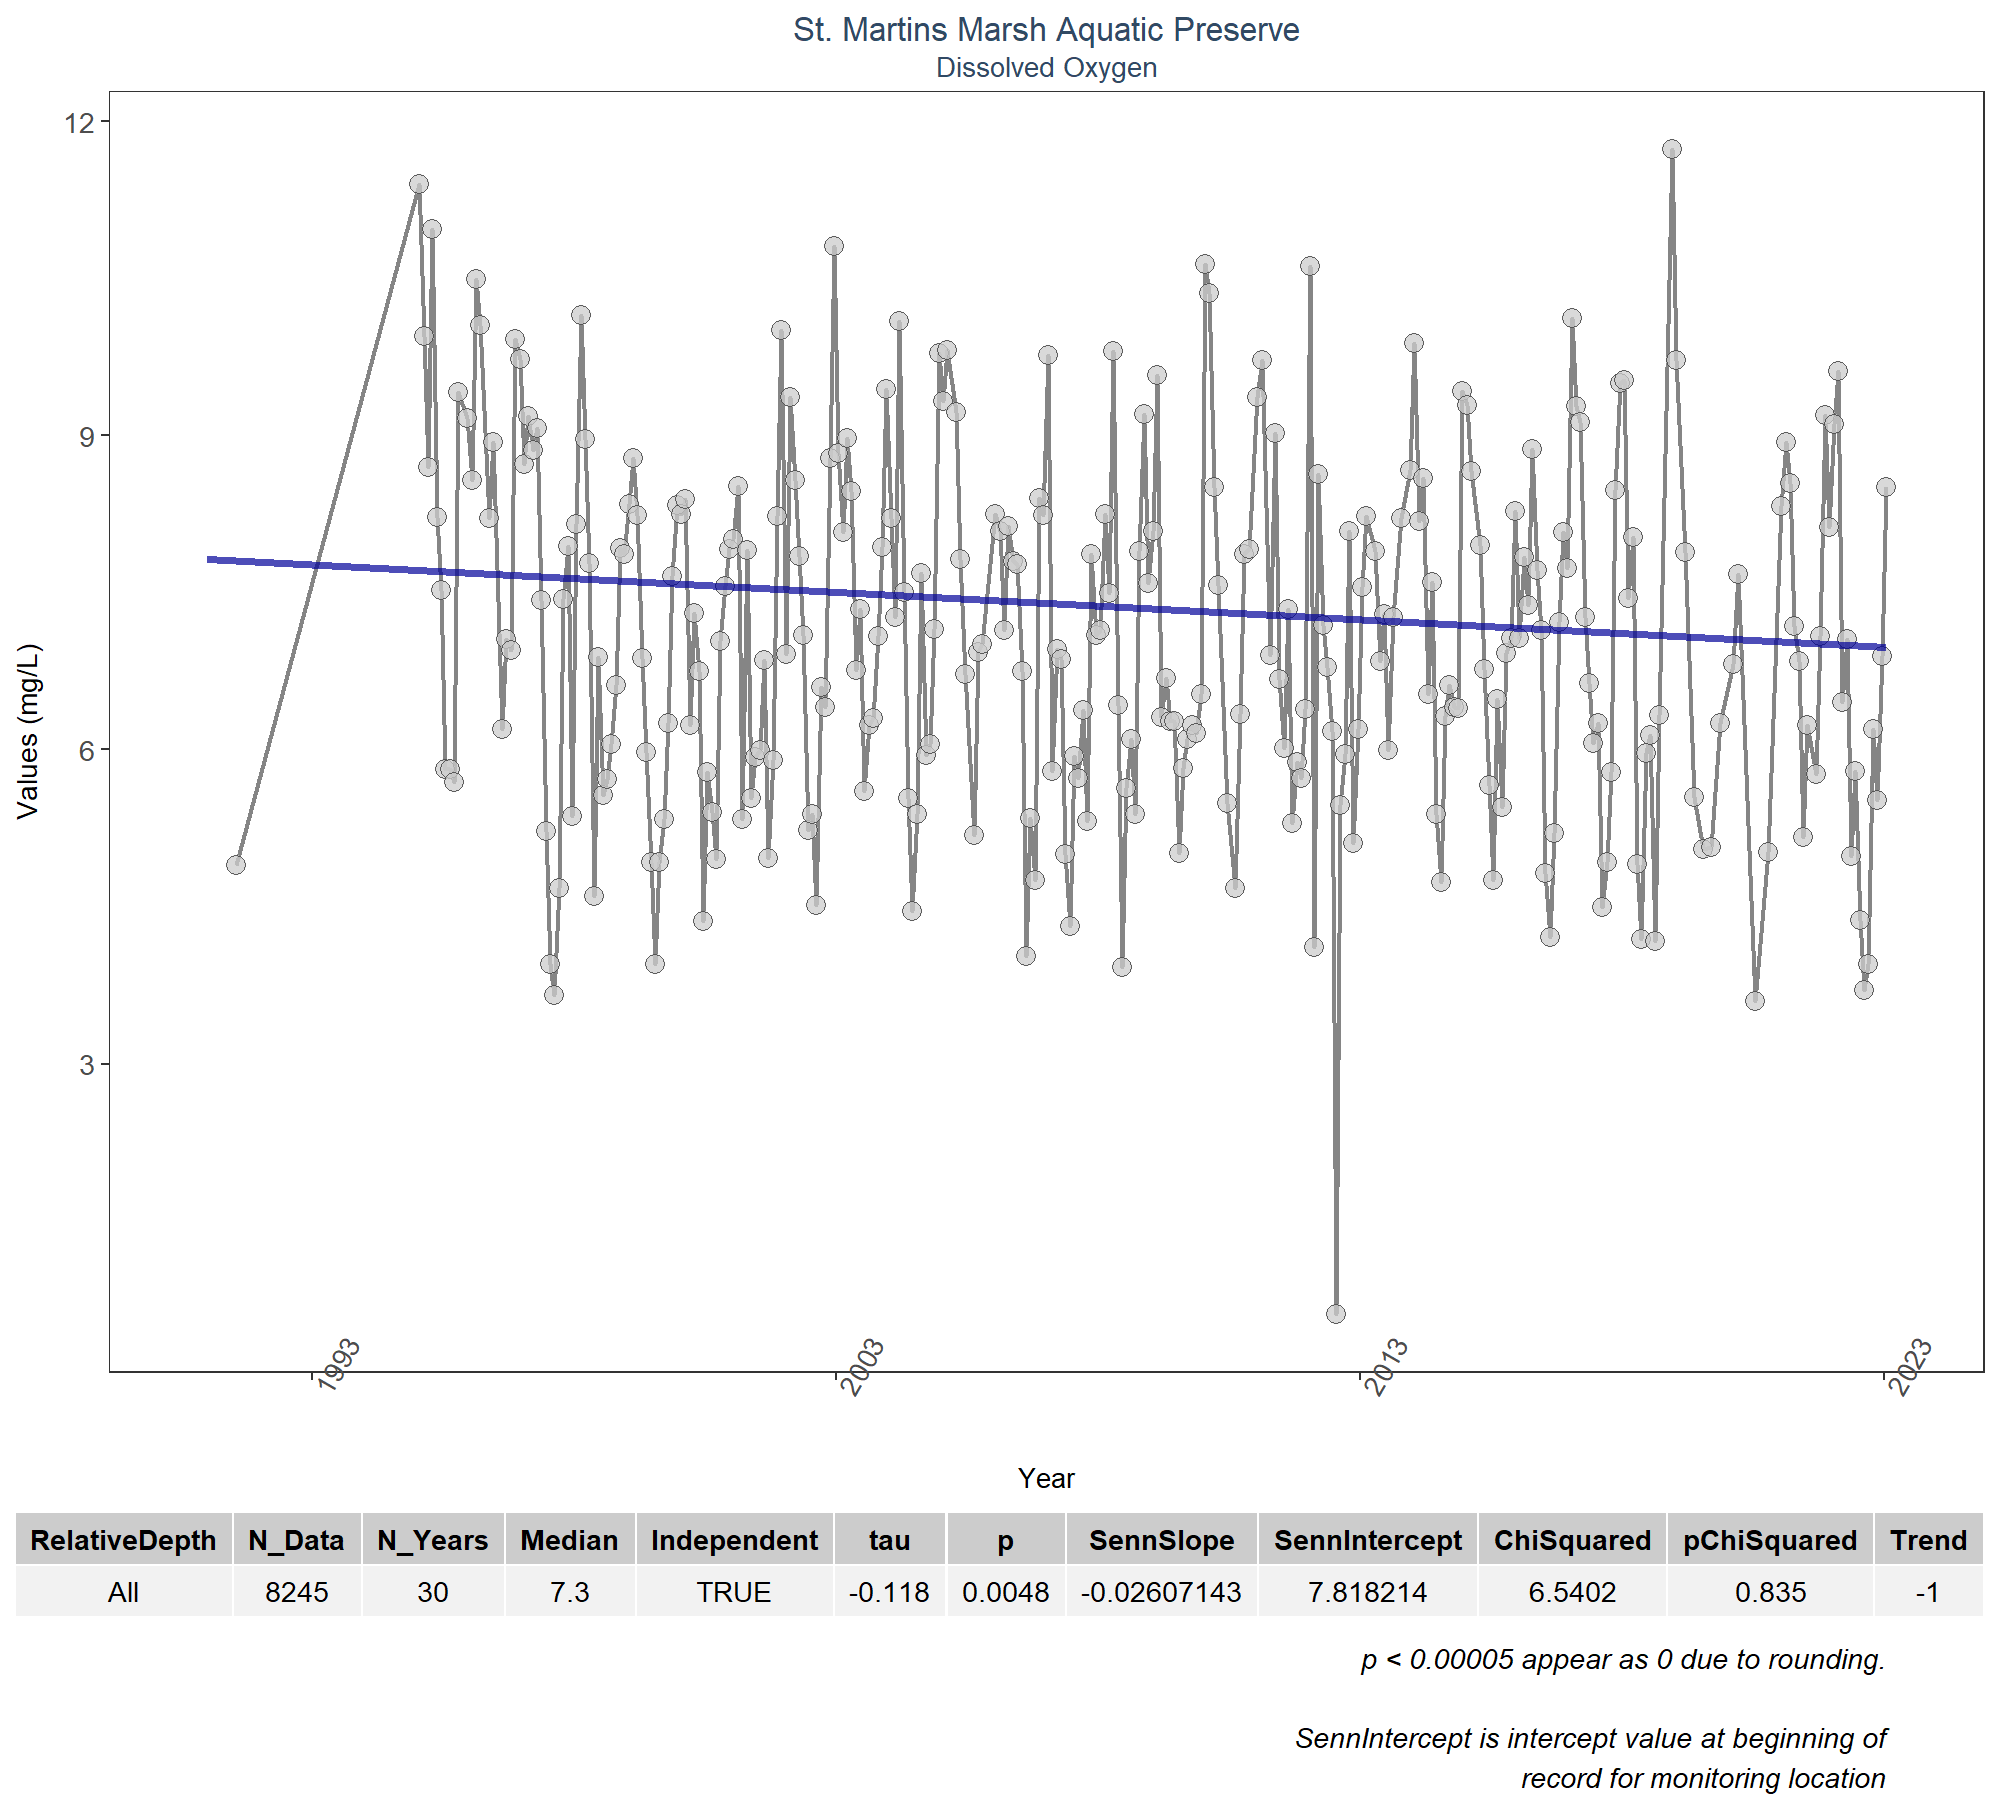 St. Martins Marsh Aquatic Preserve
Dissolved Oxygen
12
9
6
3
Values (mg/L)
1993
2003
2013
2023
Year
RelativeDepth N_Data N_Years Median Independent tau p SennSlope SennIntercept ChiSquared pChiSquared Trend
All 8245 30 7.3 TRUE -0.118 0.0048 -0.02607143 7.818214 6.5402 0.835 -1
p < 0.00005 appear as 0 due to rounding.
SennIntercept is intercept value at beginning of
record for monitoring location